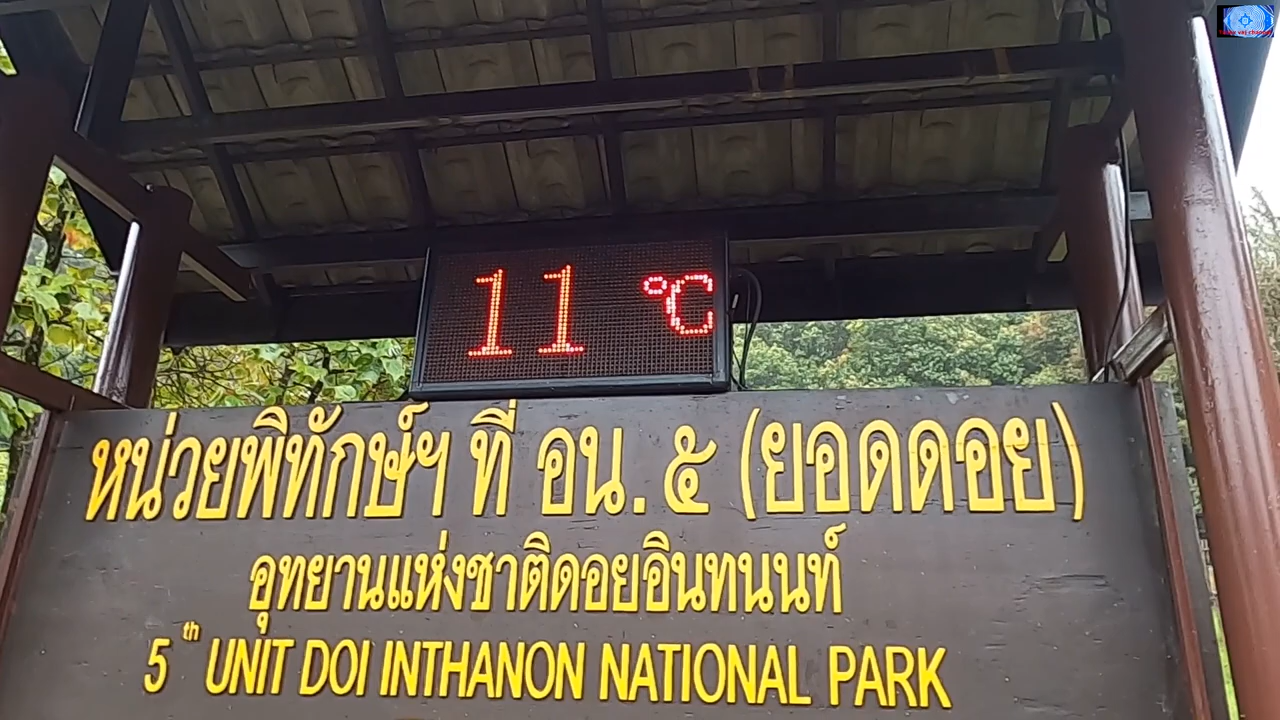 11 °C
หน่วยพิทักษ์ฯ ที่ อน. ๕ (ยอดดอย)
อุทยานแห่งชาติดอยอินทนนท์
5th UNIT DOI INTHANON NATIONAL PARK